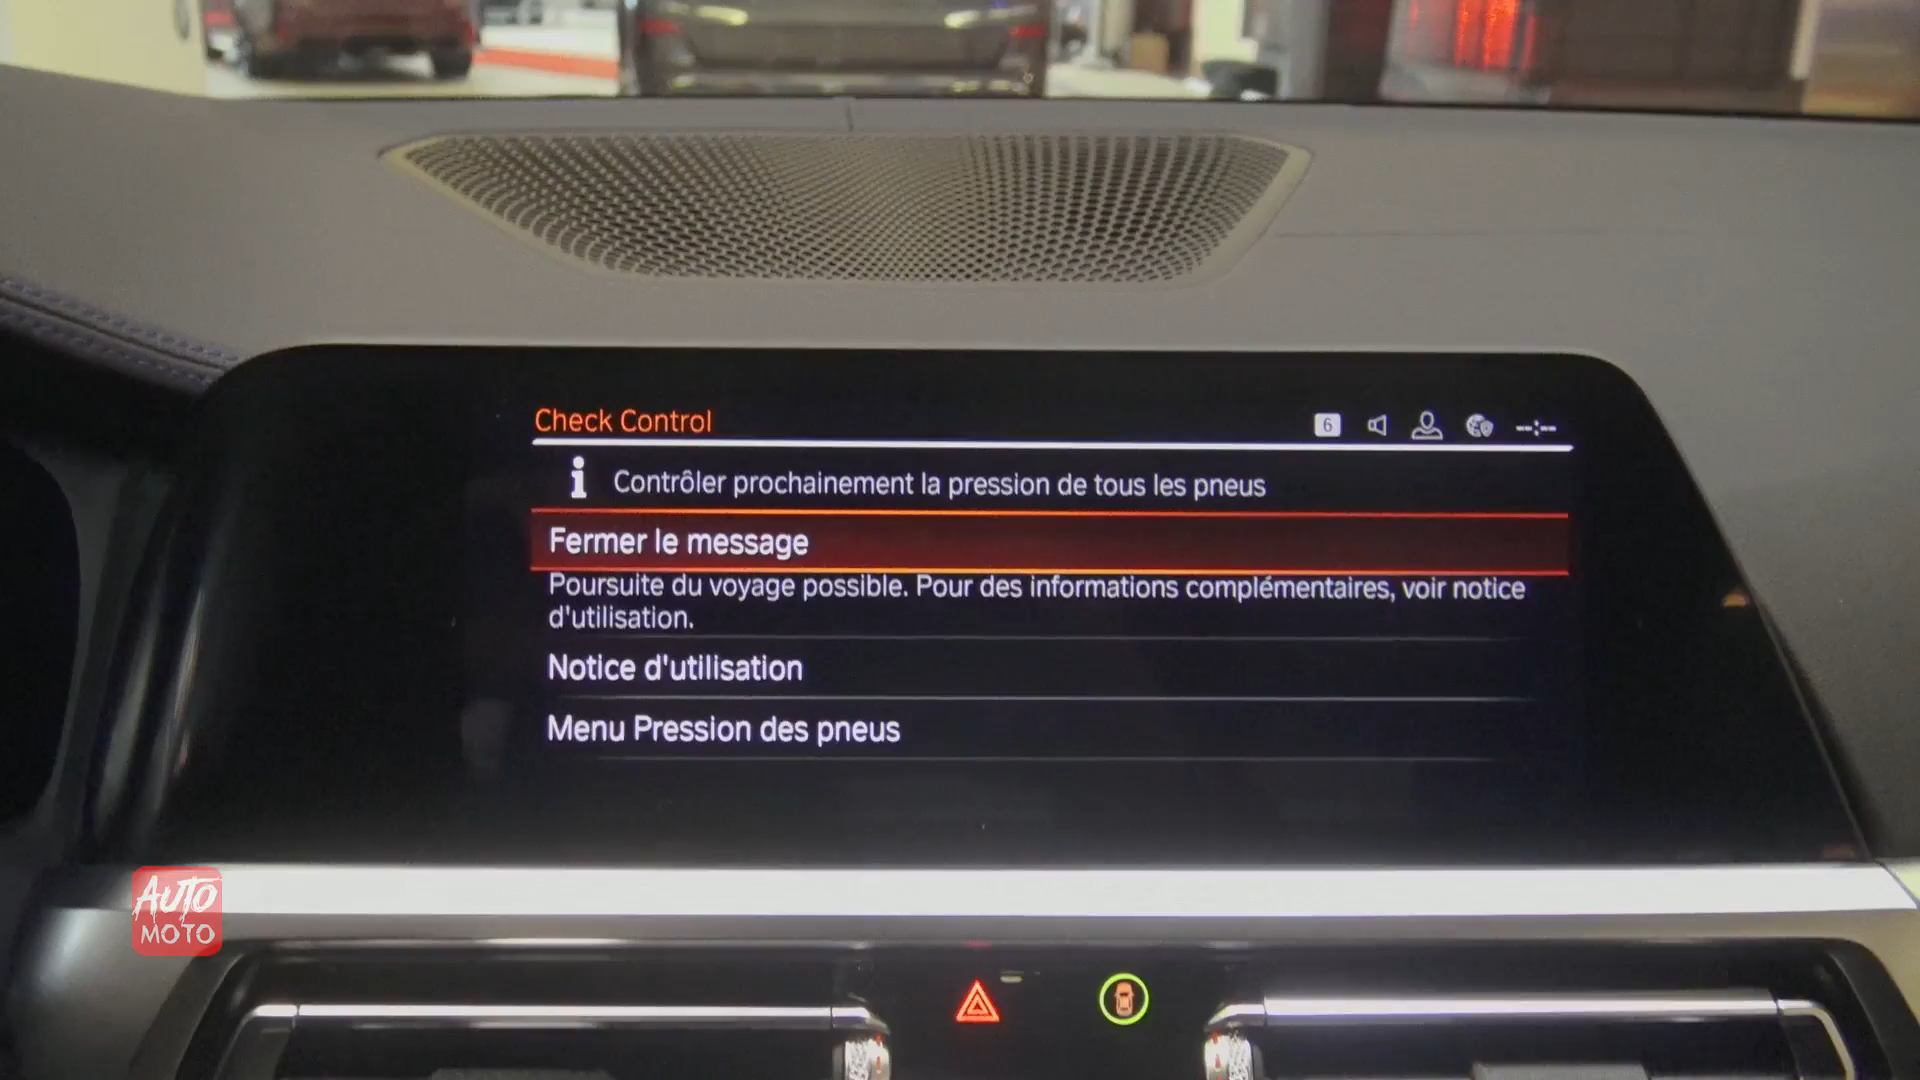 Check Control
6
--:--
Contrôler prochainement la pression de tous les pneus
Fermer le message
Poursuite du voyage possible. Pour des informations complémentaires, voir notice
d'utilisation.
Notice d'utilisation
Menu Pression des pneus
AUTO
MOTO